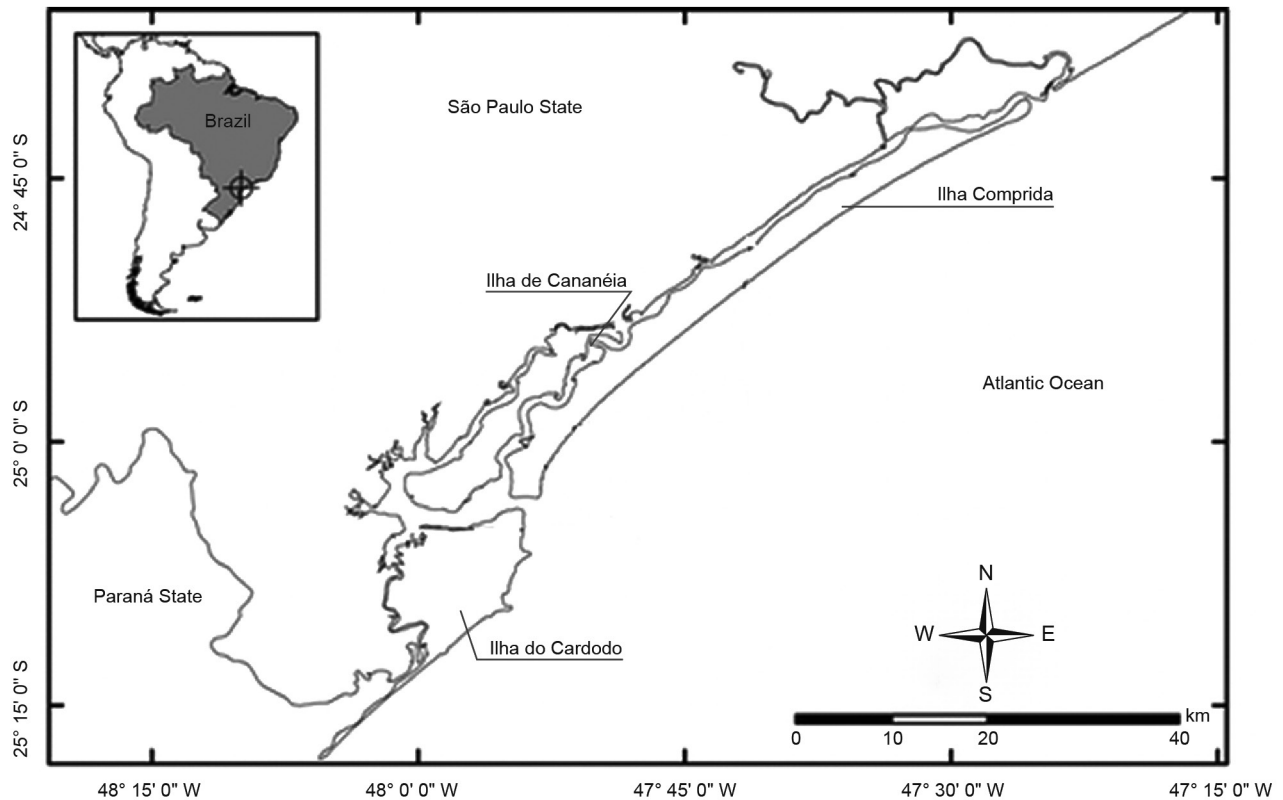 São Paulo State
Brazil
24° 45' 0" S
Ilha Comprida
Ilha de Cananéia
Atlantic Ocean
25° 0' 0" S
Paraná State
N
W
E
S
Ilha do Cardodo
25° 15' 0" S
km
0
10
20
40
48° 15' 0" W
48° 0' 0" W
47° 45' 0" W
47° 30' 0" W
47° 15' 0" W